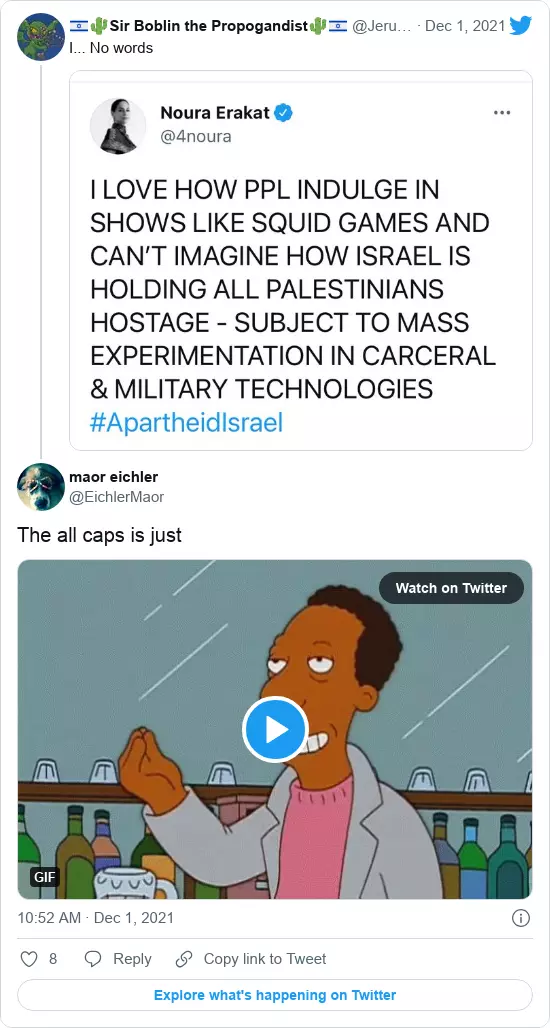 🇮🇱🌵Sir Boblin the Propogandist🌵🇮🇱 @Jeru… · Dec 1, 2021
I... No words
Noura Erakat
@4noura
I LOVE HOW PPL INDULGE IN
SHOWS LIKE SQUID GAMES AND
CAN’T IMAGINE HOW ISRAEL IS
HOLDING ALL PALESTINIANS
HOSTAGE - SUBJECT TO MASS
EXPERIMENTATION IN CARCERAL
& MILITARY TECHNOLOGIES
#ApartheidIsrael
maor eichler
@EichlerMaor
The all caps is just
Watch on Twitter
GIF
10:52 AM · Dec 1, 2021
8 Reply Copy link to Tweet
Explore what's happening on Twitter